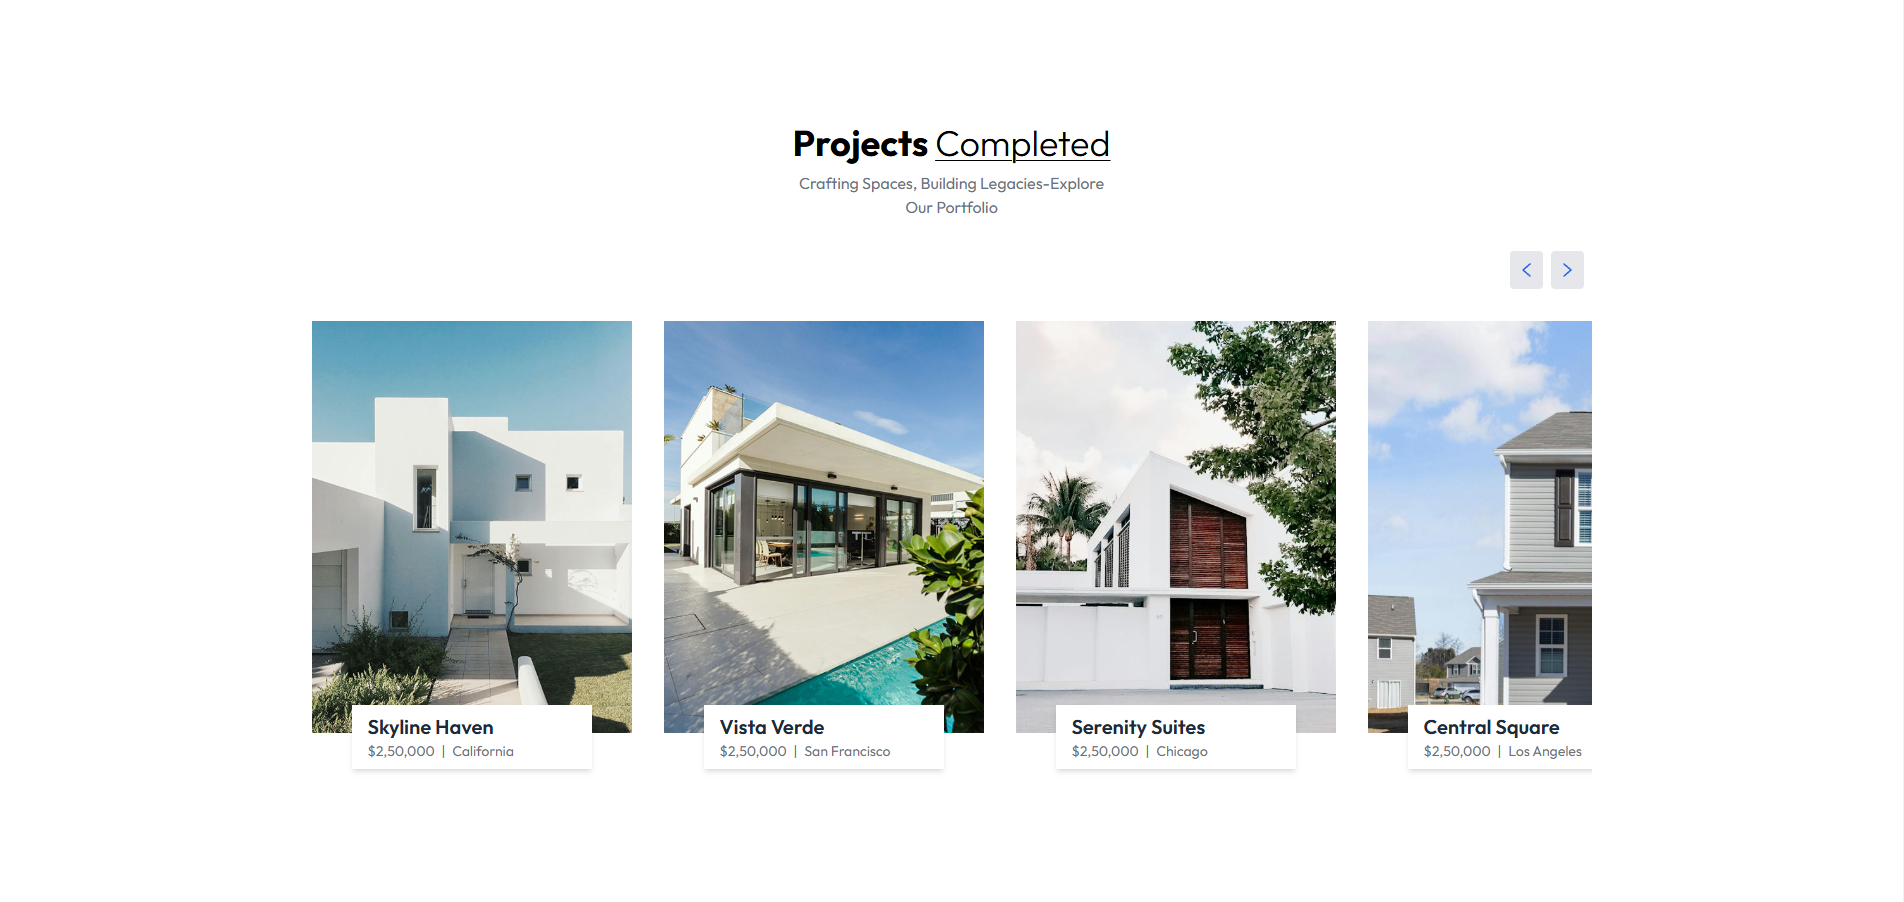 Projects Completed
Crafting Spaces, Building Legacies-Explore
Our Portfolio
Skyline Haven
$2,50,000 | California
Vista Verde
$2,50,000 | San Francisco
Serenity Suites
$2,50,000 | Chicago
Central Square
$2,50,000 | Los Angeles